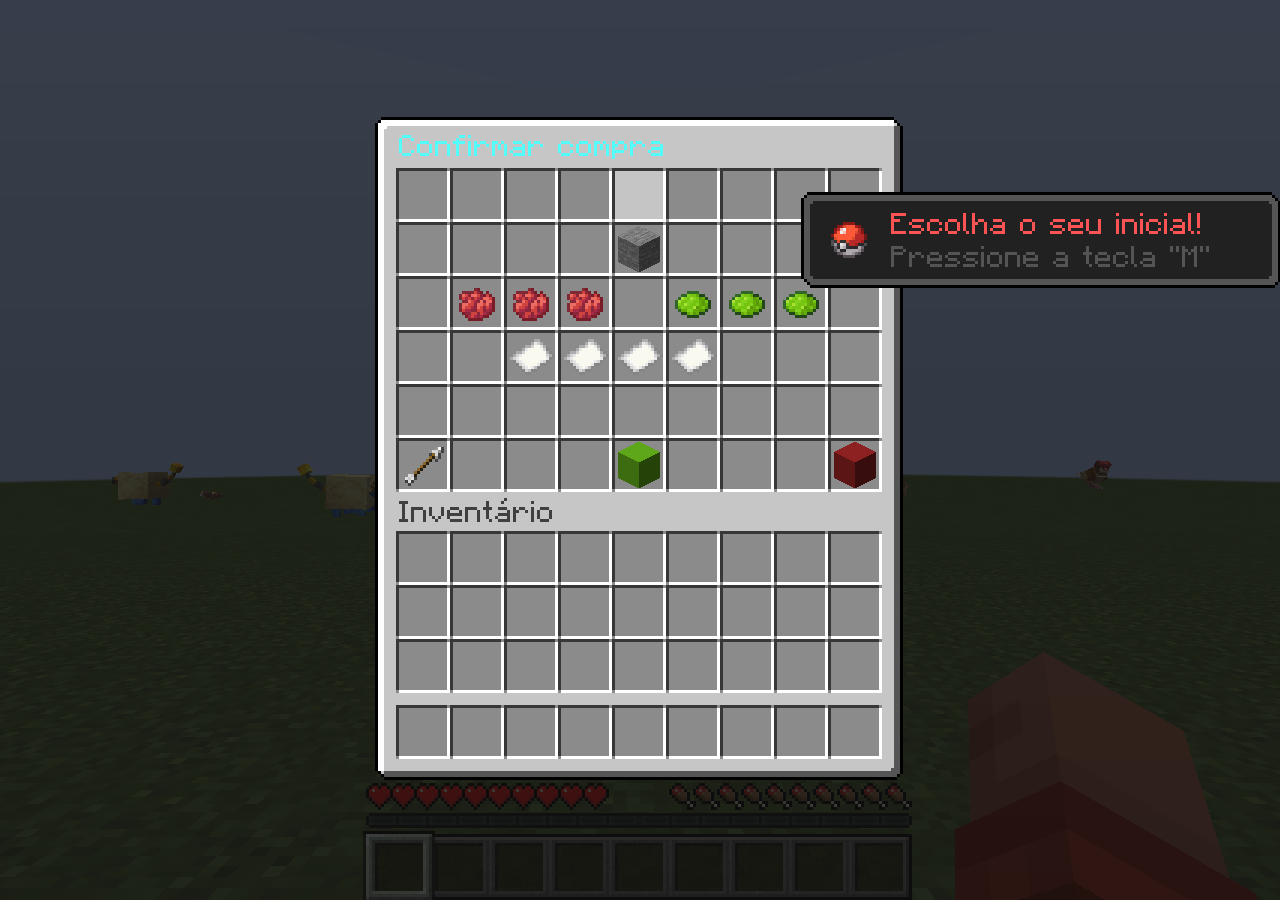 Confirmar compra
Escolha o seu inicial!
Pressione a tecla "M"
Inventário